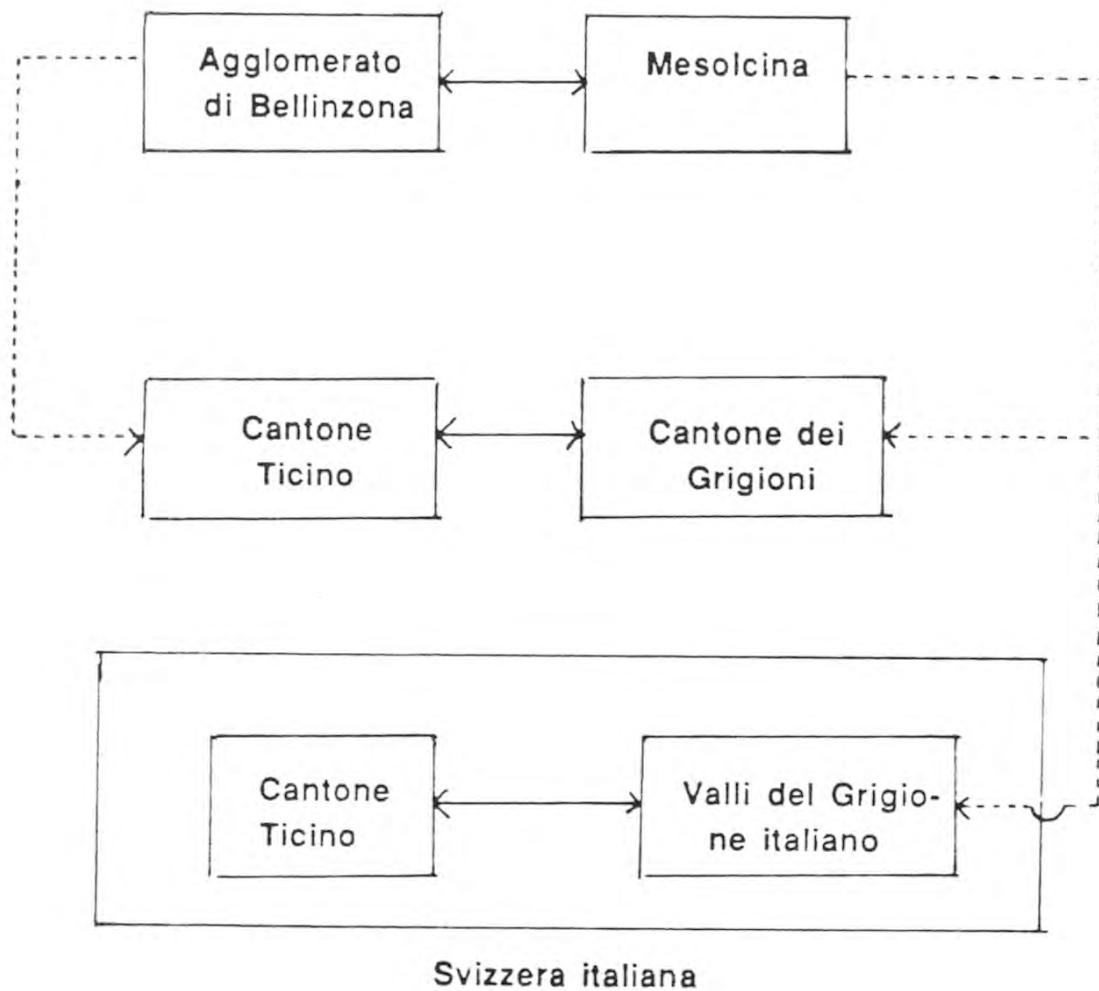 Agglomerato
di Bellinzona
Mesolcina
Cantone
Ticino
Cantone dei
Grigioni
Cantone
Ticino
Valli del Grigio-
ne italiano
Svizzera italiana